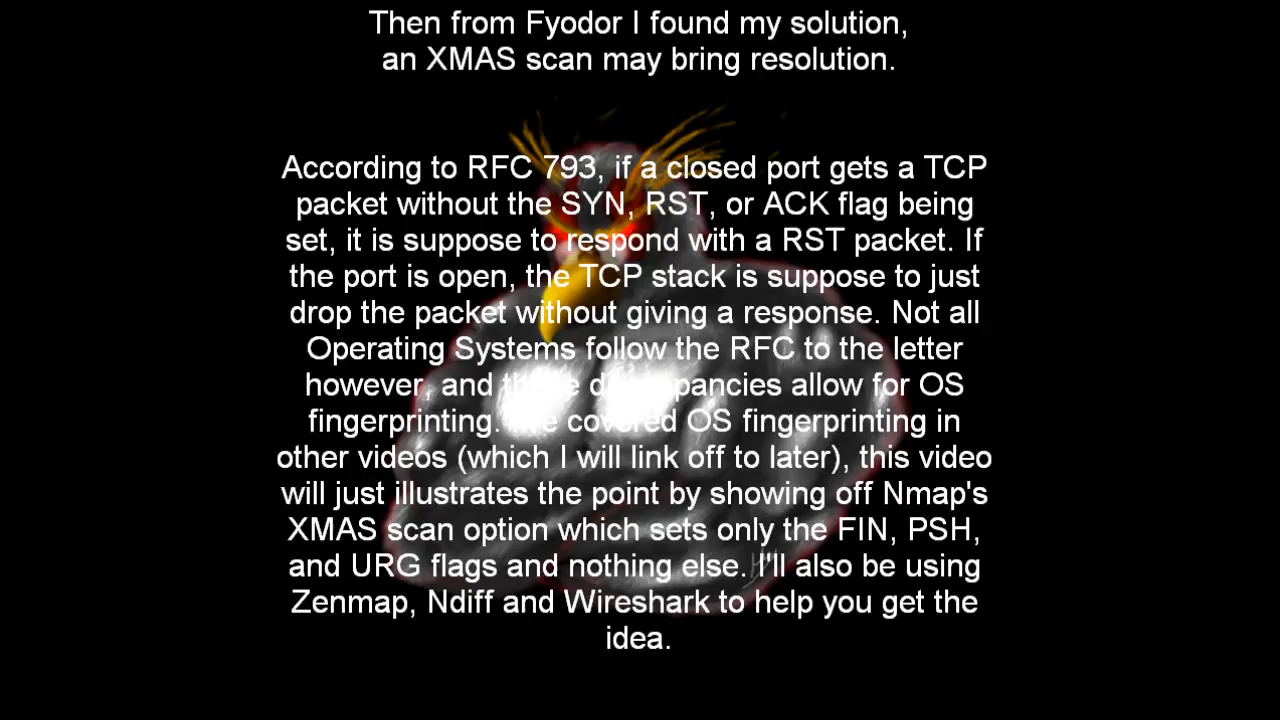 Then from Fyodor I found my solution,
an XMAS scan may bring resolution.
According to RFC 793, if a closed port gets a TCP
packet without the SYN, RST, or ACK flag being
set, it is suppose to respond with a RST packet. If
the port is open, the TCP stack is suppose to just
drop the packet without giving a response. Not all
Operating Systems follow the RFC to the letter
however, and these discrepancies allow for OS
fingerprinting. covered OS fingerprinting in
other videos (which I will link off to later), this video
will just illustrates the point by showing off Nmap's
XMAS scan option which sets only the FIN, PSH,
and URG flags and nothing else. I'll also be using
Zenmap, Ndiff and Wireshark to help you get the
idea.